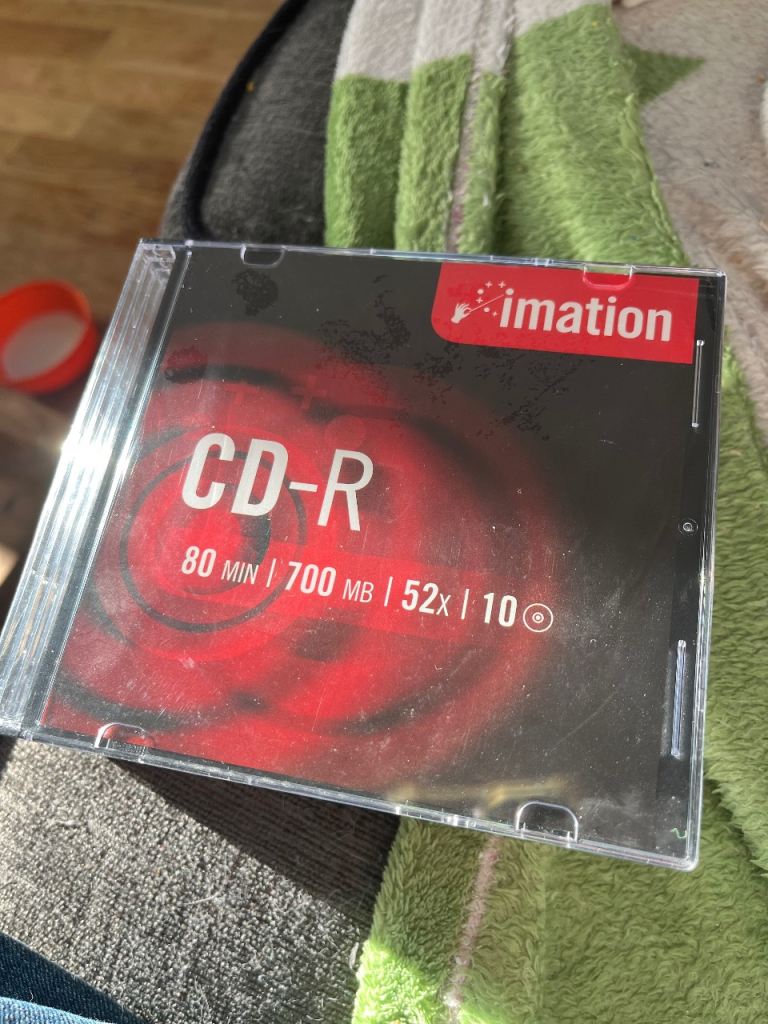 imation
CD-R
80 MIN | 700 MB | 52x | 10